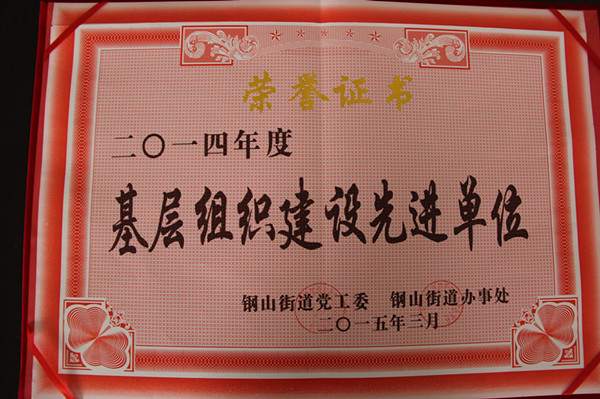 荣誉证书
二〇一四年度
基层组织建设先进单位
钢山街道党工委 钢山街道办事处
二〇一五年三月